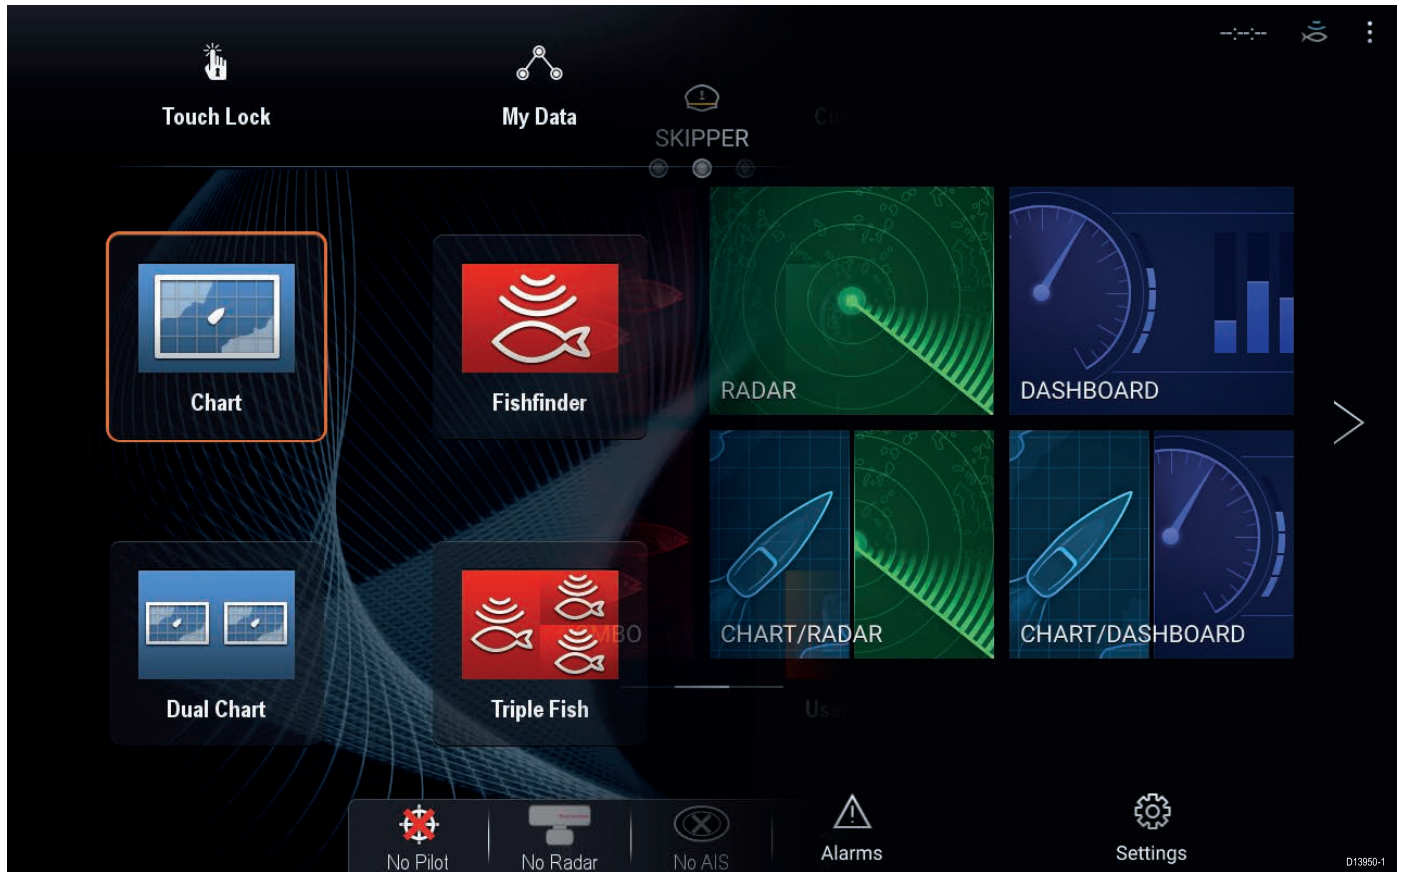 --:--:--
Touch Lock
My Data
SKIPPER
Chart
Fishfinder
RADAR
DASHBOARD
Dual Chart
Triple Fish
CHART/RADAR
CHART/DASHBOARD
No Pilot
No Radar
No AIS
Alarms
Settings
D13950-1